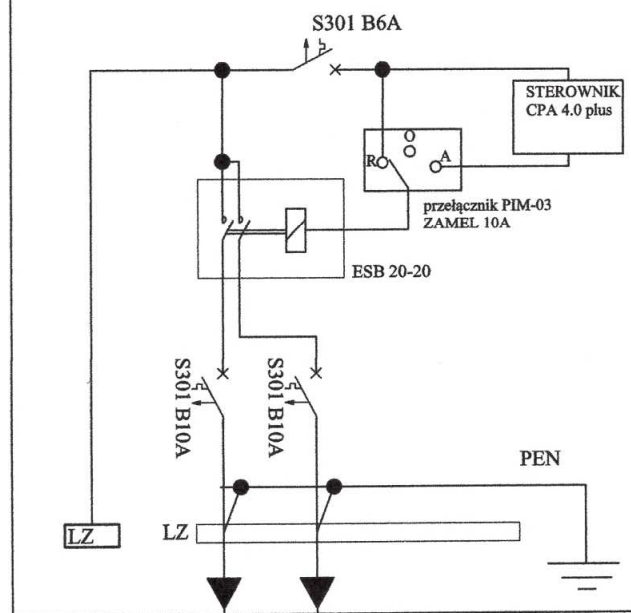 S301 B6A
STEROWNIK
CPA 4.0 plus
O
R
A
przełącznik PIM-03
ZAMEL 10A
ESB 20-20
S301 B10A
S301 B10A
PEN
LZ
LZ